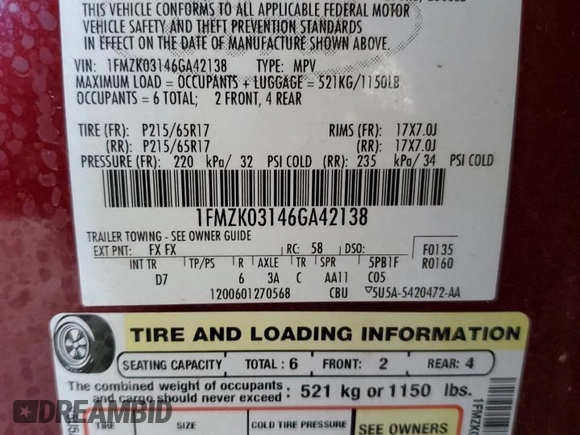 THIS VEHICLE CONFORMS TO ALL APPLICABLE FEDERAL MOTOR
VEHICLE SAFETY AND THEFT PREVENTION STANDARDS
IN EFFECT ON THE DATE OF MANUFACTURE SHOWN ABOVE.
VIN: 1FMZK03146GA42138 TYPE: MPV
MAXIMUM LOAD = OCCUPANTS + LUGGAGE = 521KG/1150LB
OCCUPANTS = 6 TOTAL; 2 FRONT, 4 REAR
TIRE (FR): P215/65R17 RIMS (FR): 17X7.0J
(RR): P215/65R17 (RR): 17X7.0J
PRESSURE (FR): 220 kPa/ 32 PSI COLD (RR): 235 kPa/ 34 PSI COLD
1FMZK03146GA42138
TRAILER TOWING - SEE OWNER GUIDE
EXT PNT: FX FX RC: 58 DSO: F0135
INT TR TP/PS R AXLE TR SPR 5PB1F R0160
D7 6 3A C AA11 C05
1200601270568 CBU ▽5U5A-5420472-AA
TIRE AND LOADING INFORMATION
SEATING CAPACITY TOTAL : 6 FRONT: 2 REAR: 4
The combined weight of occupants
and cargo should never exceed : 521 kg or 1150 lbs.
TIRE SIZE COLD TIRE PRESSURE SEE OWNERS
1FMZK0
DREAMBID